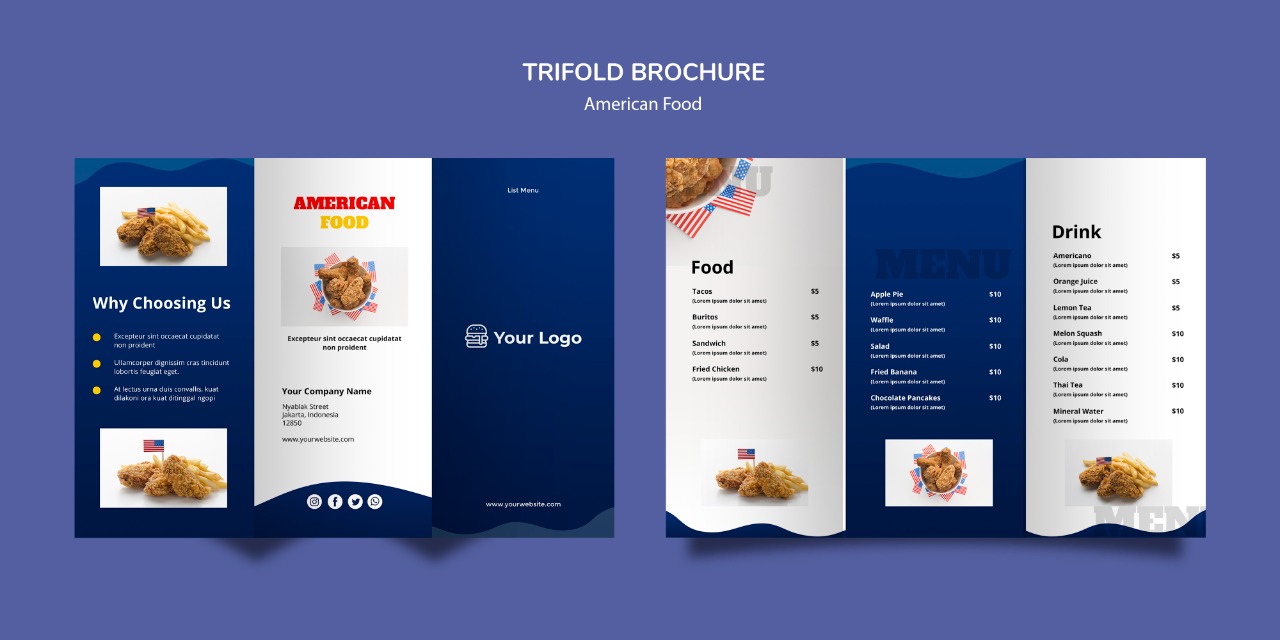 TRIFOLD BROCHURE
American Food
Why Choosing Us
Excepteur sint occaecat cupidatat
non proident
Ullamcorper dignissim cras tincidunt
lobortis feugiat eget.
At lectus urna duis convallis, kuat
dilakoni ora kuat ditinggal ngopi
AMERICAN
FOOD
Excepteur sint occaecat cupidatat
non proident
Your Company Name
Nyablak Street
Jakarta, Indonesia
12850
www.yourwebsite.com
List Menu
Your Logo
www.yourwebsite.com
Food
Tacos $5
(Lorem ipsum dolor sit amet)
Buritos $5
(Lorem ipsum dolor sit amet)
Sandwich $5
(Lorem ipsum dolor sit amet)
Fried Chicken $10
(Lorem ipsum dolor sit amet)
MENU
Apple Pie $10
(Lorem ipsum dolor sit amet)
Waffle $10
(Lorem ipsum dolor sit amet)
Salad $10
(Lorem ipsum dolor sit amet)
Fried Banana $10
(Lorem ipsum dolor sit amet)
Chocolate Pancakes $10
(Lorem ipsum dolor sit amet)
Drink
Americano $5
(Lorem ipsum dolor sit amet)
Orange Juice $5
(Lorem ipsum dolor sit amet)
Lemon Tea $5
(Lorem ipsum dolor sit amet)
Melon Squash $10
(Lorem ipsum dolor sit amet)
Cola $10
(Lorem ipsum dolor sit amet)
Thai Tea $10
(Lorem ipsum dolor sit amet)
Mineral Water $10
(Lorem ipsum dolor sit amet)
MEN